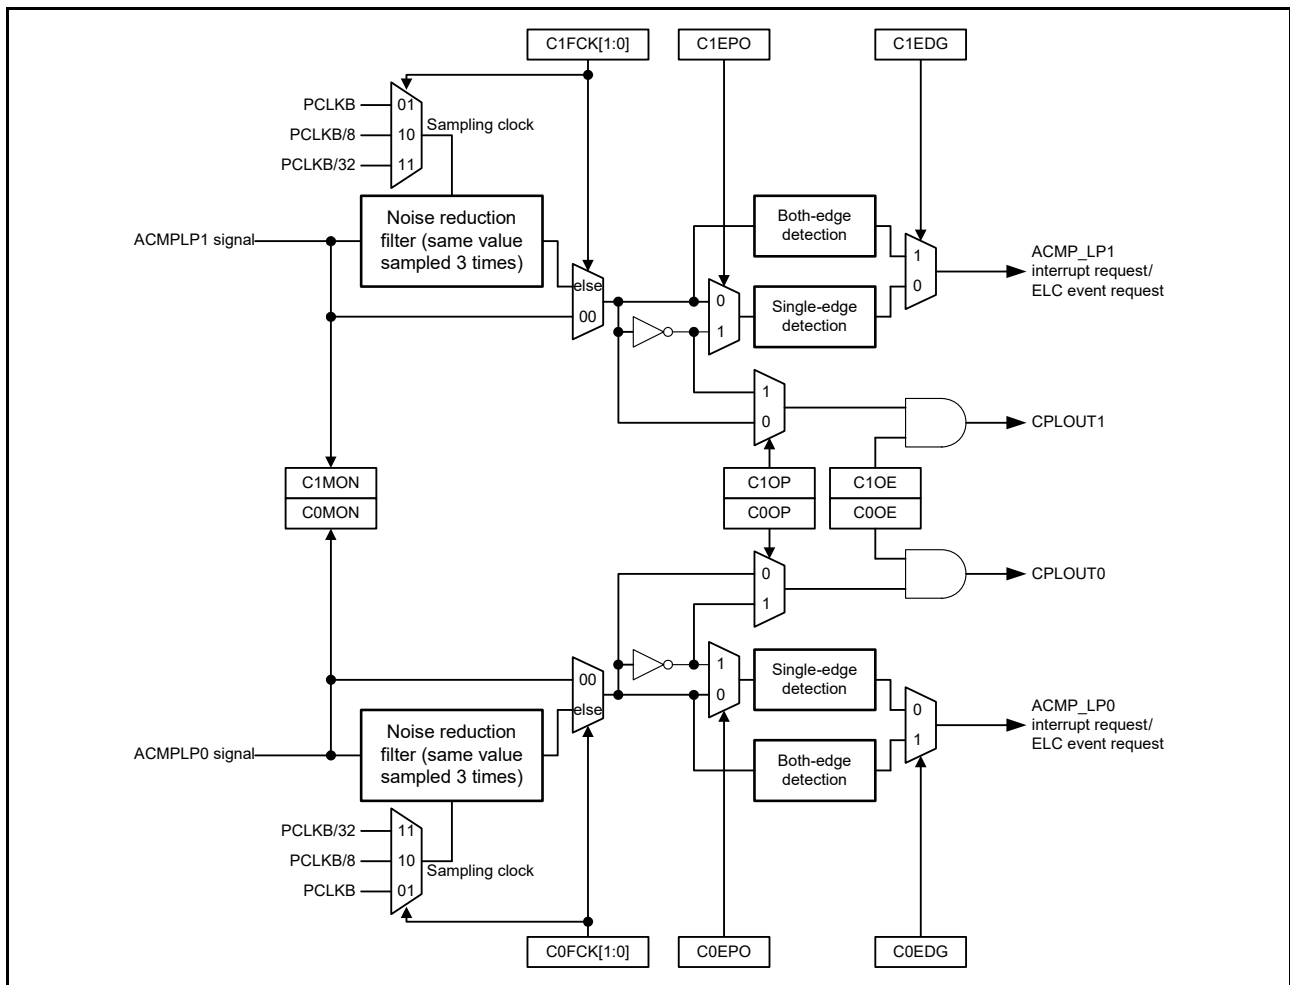 C1FCK[1:0]
C1EPO
C1EDG
PCLKB
01
PCLKB/8
10
Sampling clock
PCLKB/32
11
Noise reduction
filter (same value
sampled 3 times)
ACMPLP1 signal
else
00
Both-edge
detection
0
1
Single-edge
detection
1
0
ACMP_LP1
interrupt request/
ELC event request
1
0
CPLOUT1
C1MON
C0MON
C1OP
C0OP
C1OE
C0OE
0
1
CPLOUT0
00
else
1
0
Single-edge
detection
0
1
ACMP_LP0
interrupt request/
ELC event request
Noise reduction
filter (same value
sampled 3 times)
ACMPLP0 signal
Both-edge
detection
PCLKB/32
11
PCLKB/8
10
Sampling clock
PCLKB
01
C0FCK[1:0]
C0EPO
C0EDG